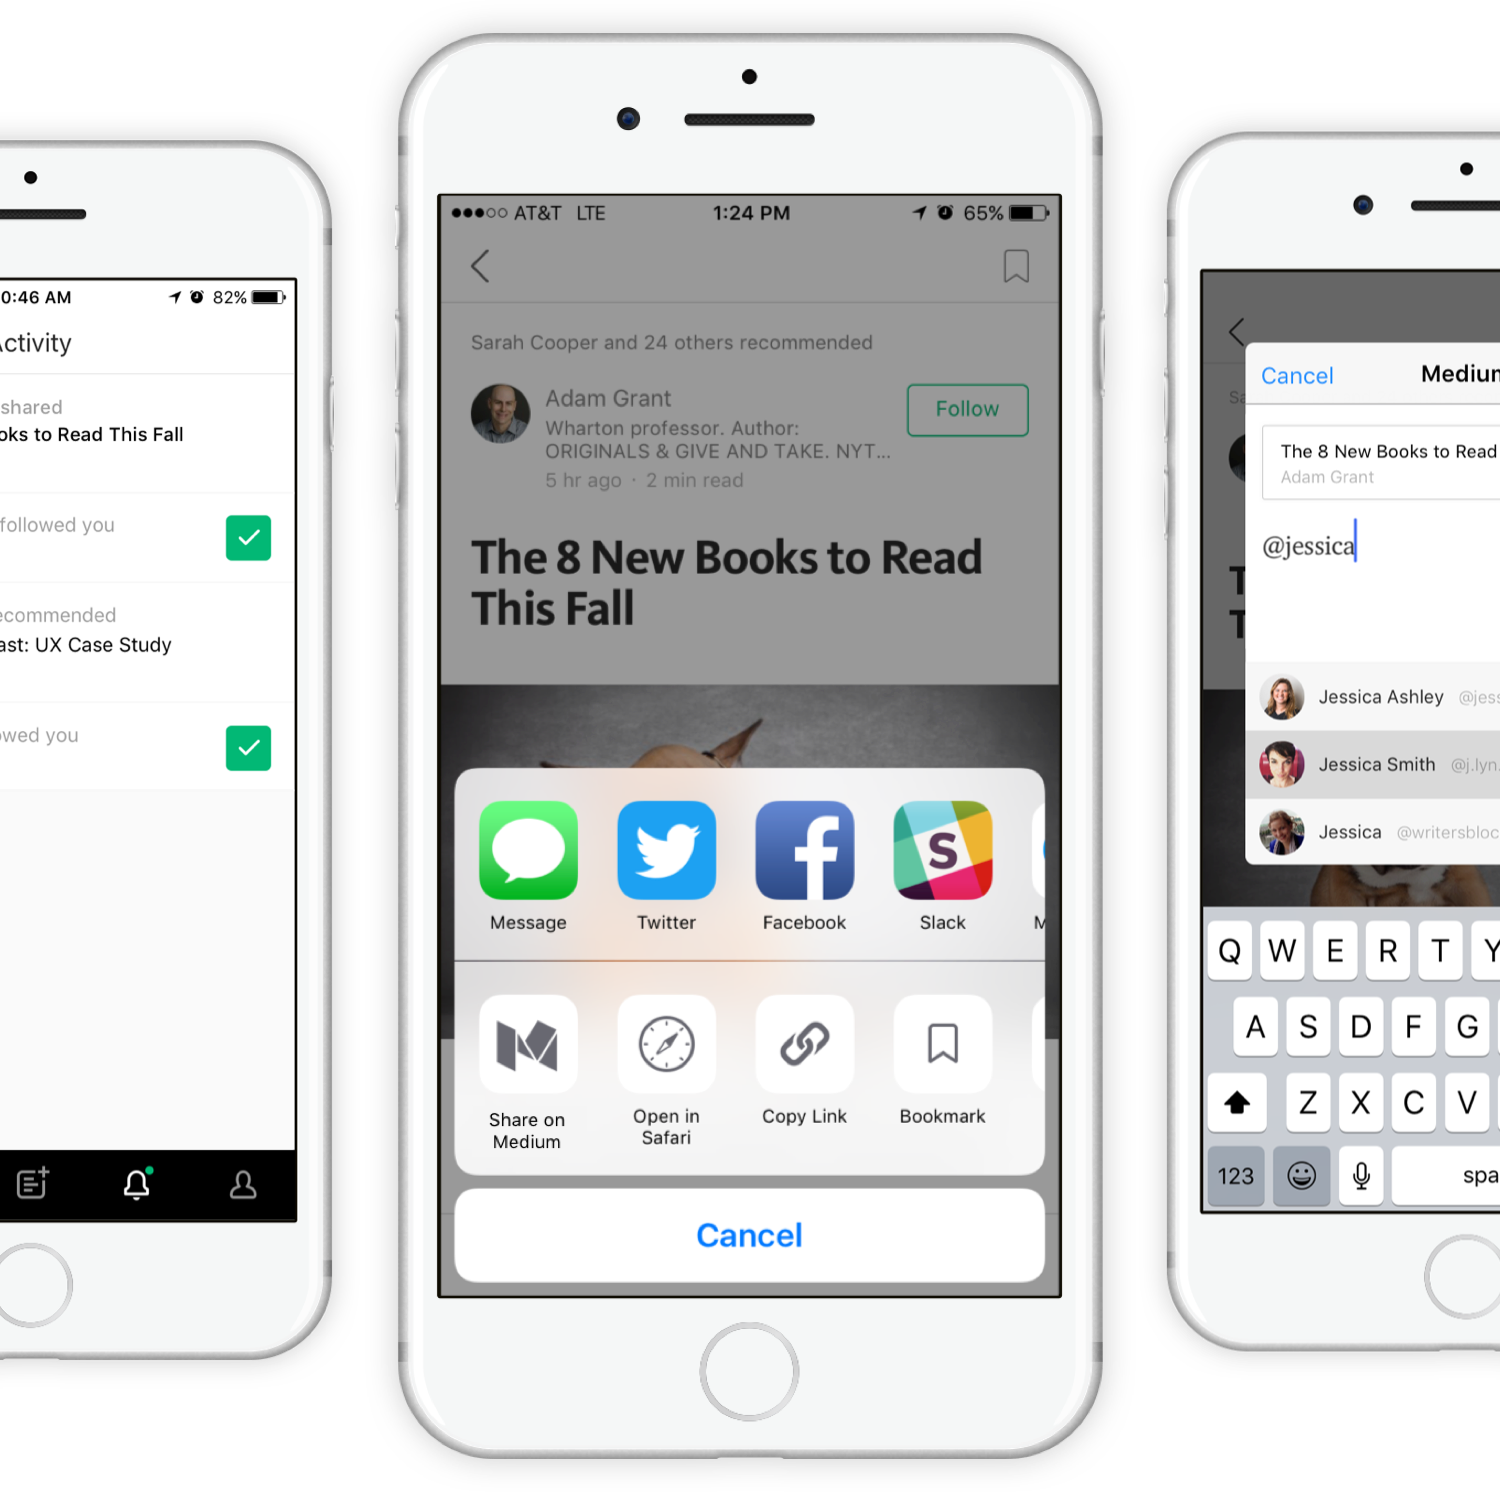 0:46 AM
82%
Activity
shared
oks to Read This Fall
followed you
ecommended
ast: UX Case Study
owed you
AT&T LTE
1:24 PM
65%
Sarah Cooper and 24 others recommended
Adam Grant
Follow
Wharton professor. Author:
ORIGINALS & GIVE AND TAKE. NYT...
5 hr ago · 2 min read
The 8 New Books to Read
This Fall
Message
Twitter
Facebook
S
Slack
M
Share on
Medium
Open in
Safari
Copy Link
Bookmark
Cancel
Sa
Cancel
Medium
The 8 New Books to Read
Adam Grant
@jessica
T
T
Jessica Ashley @jess
Jessica Smith @j.lyn.
Jessica @writersbloc
Q W E R T Y
A S D F G
Z X C V
123
spa